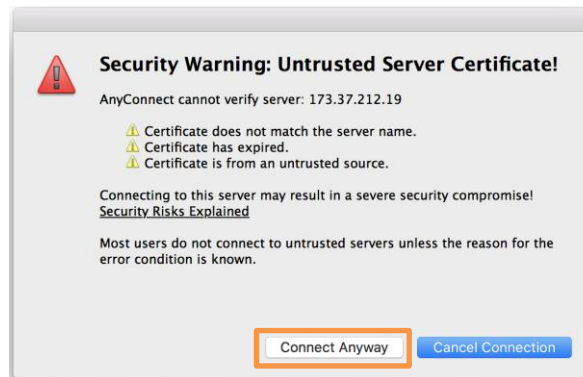 Security Warning: Untrusted Server Certificate!
AnyConnect cannot verify server: 173.37.212.19
Certificate does not match the server name.
Certificate has expired.
Certificate is from an untrusted source.
Connecting to this server may result in a severe security compromise!
Security Risks Explained
Most users do not connect to untrusted servers unless the reason for the
error condition is known.
Connect Anyway Cancel Connection